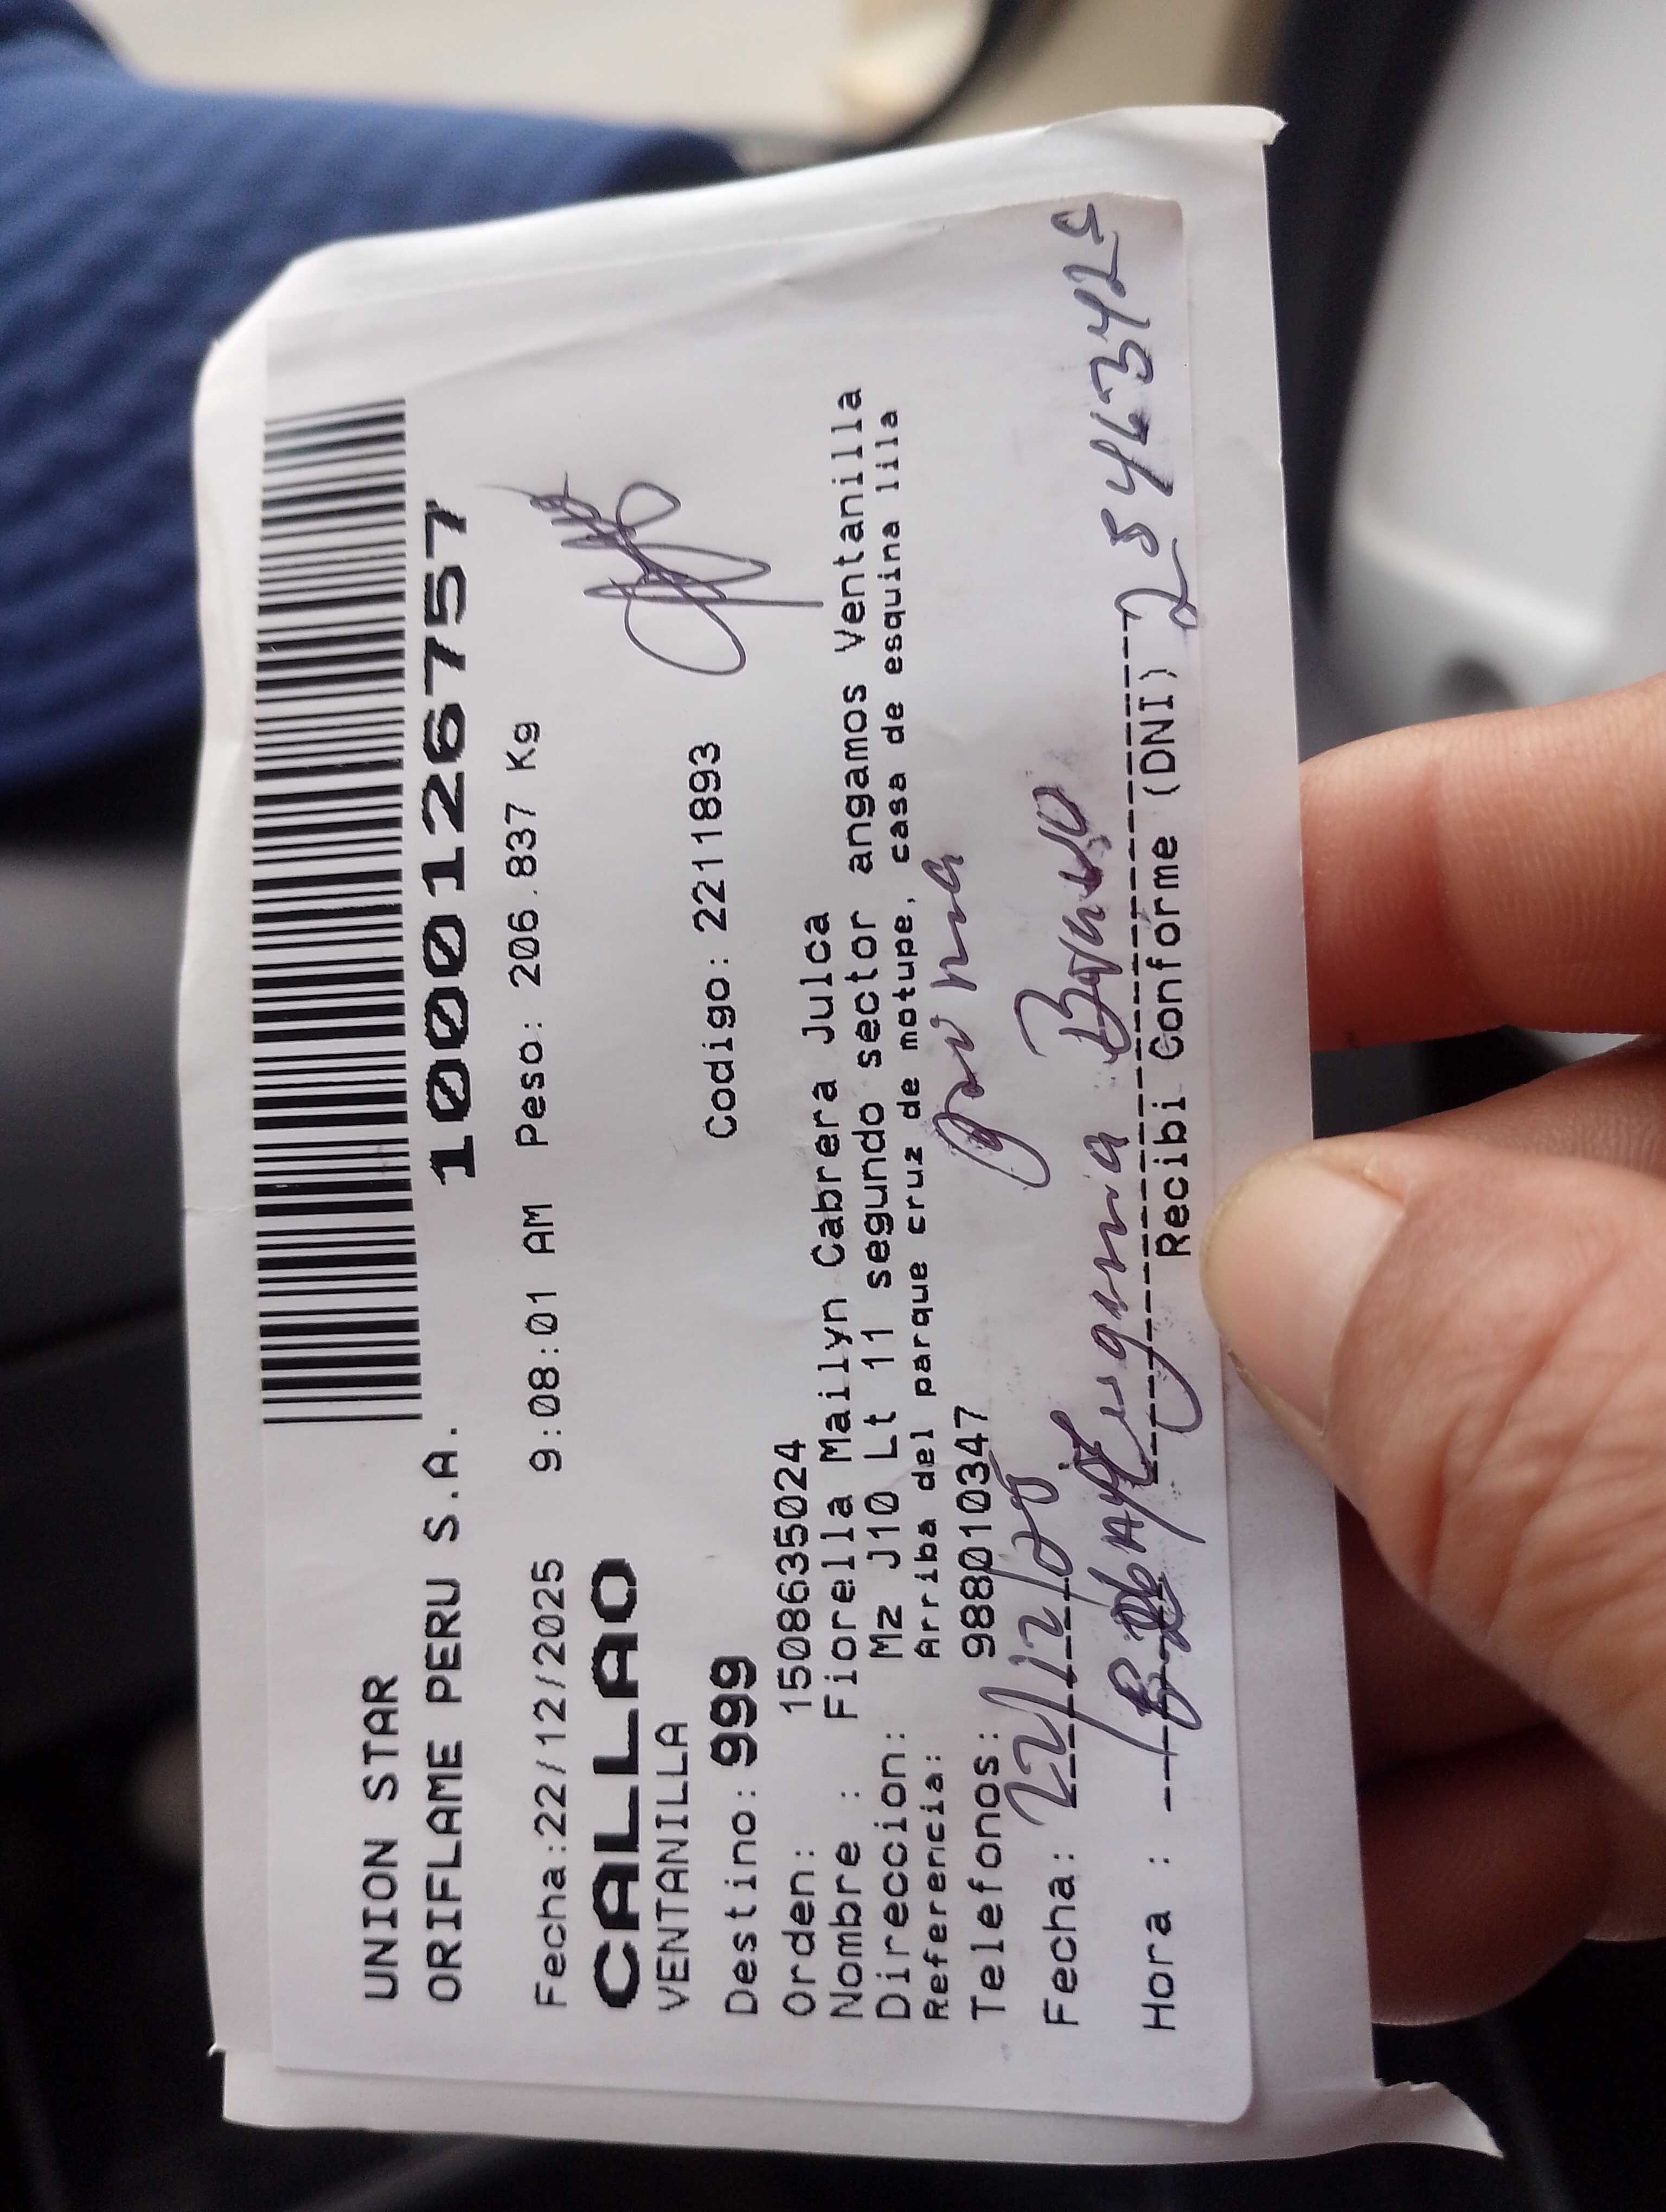 UNION STAR
ORIFLAME PERU S.A.
1000126757
Fecha:22/12/2025 9:08:01 AM Peso: 206.837 Kg
CALLAO
VENTANILLA
Destino: 999 Codigo: 2211893
Orden: 1508635024
Nombre : Fiorella Mailyn Cabrera Julca
Direccion: Mz J10 Lt 11 segundo sector angamos Ventanilla
Referencia: Arriba del parque cruz de motupe, casa de esquina lila
Telefonos: 988010347
Fecha: 22/12/25
Hora :
Recibi Conforme (DNI)